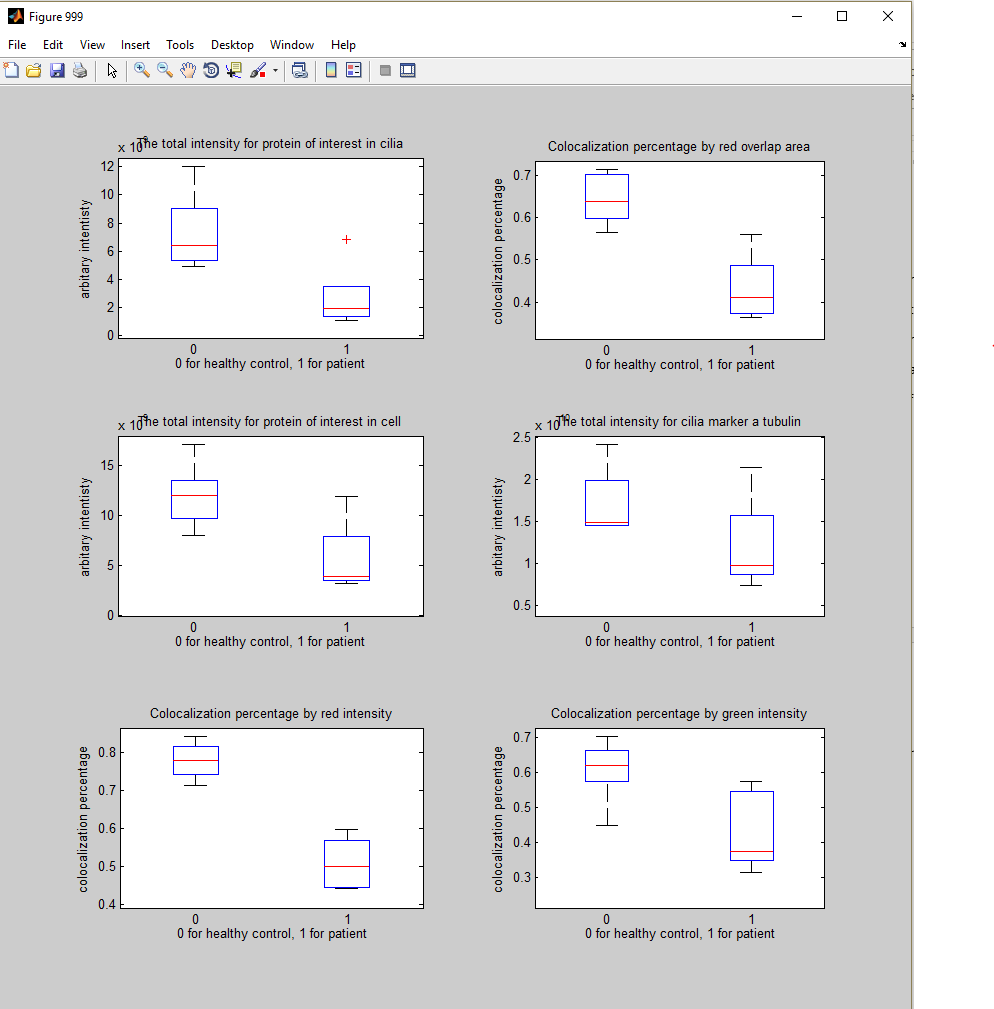 Figure 999
File Edit View Insert Tools Desktop Window Help
x 10^9
The total intensity for protein of interest in cilia
12
10
8
6
4
2
0
arbitary intentisty
0 1
0 for healthy control, 1 for patient
Colocalization percentage by red overlap area
0.7
0.6
0.5
0.4
colocalization percentage
0 1
0 for healthy control, 1 for patient
x 10^9
The total intensity for protein of interest in cell
15
10
5
0
arbitary intentisty
0 1
0 for healthy control, 1 for patient
x 10^10
The total intensity for cilia marker a tubulin
2.5
2
1.5
1
0.5
arbitary intentisty
0 1
0 for healthy control, 1 for patient
Colocalization percentage by red intensity
0.8
0.7
0.6
0.5
0.4
colocalization percentage
0 1
0 for healthy control, 1 for patient
Colocalization percentage by green intensity
0.7
0.6
0.5
0.4
0.3
colocalization percentage
0 1
0 for healthy control, 1 for patient